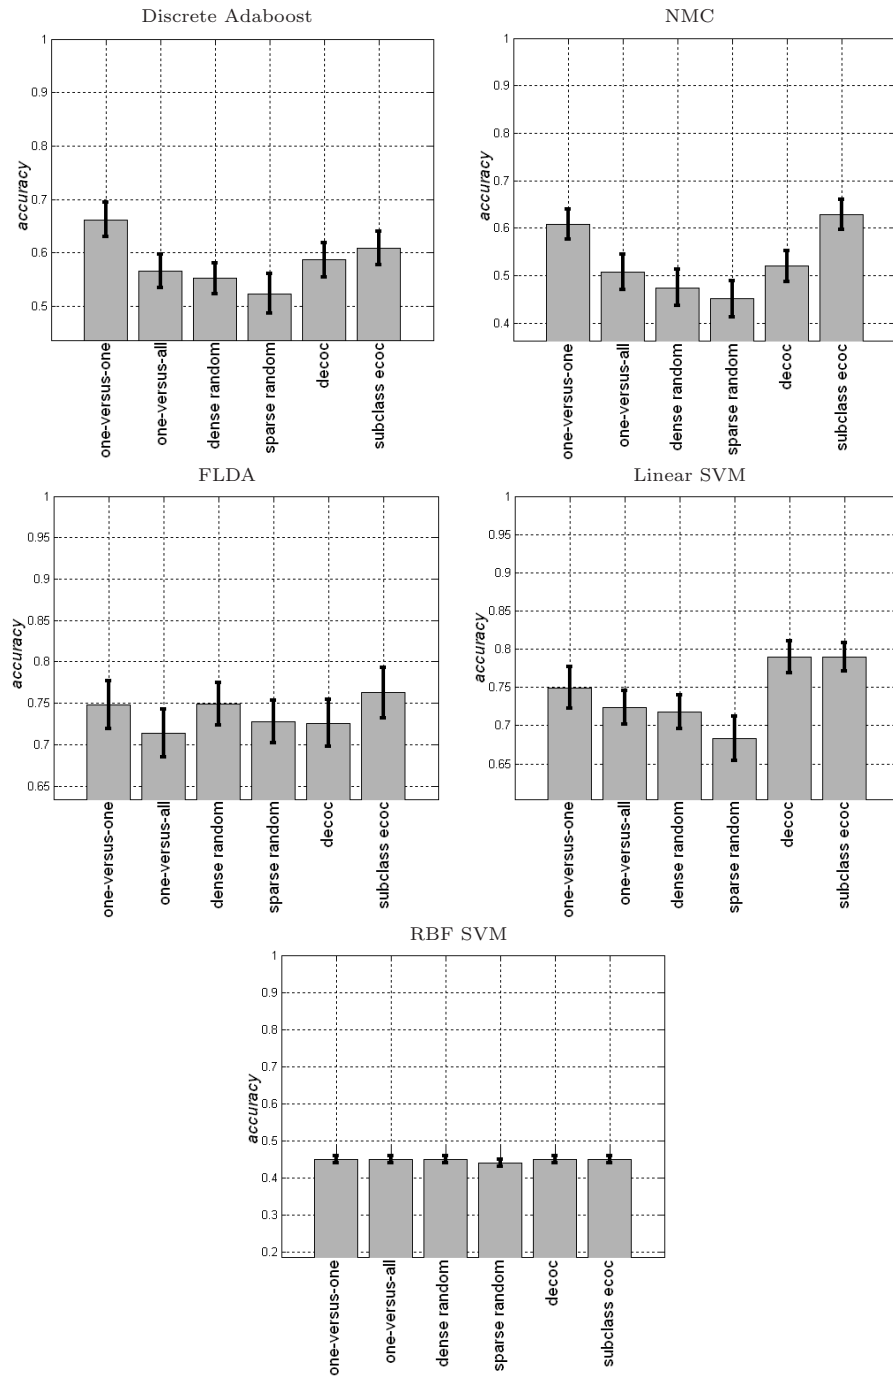 Discrete Adaboost
1
0.9
0.8
0.7
0.6
0.5
accuracy
one-versus-one
one-versus-all
dense random
sparse random
decoc
subclass ecoc
NMC
1
0.9
0.8
0.7
0.6
0.5
0.4
accuracy
one-versus-one
one-versus-all
dense random
sparse random
decoc
subclass ecoc
FLDA
1
0.95
0.9
0.85
0.8
0.75
0.7
0.65
accuracy
one-versus-one
one-versus-all
dense random
sparse random
decoc
subclass ecoc
Linear SVM
1
0.95
0.9
0.85
0.8
0.75
0.7
0.65
accuracy
one-versus-one
one-versus-all
dense random
sparse random
decoc
subclass ecoc
RBF SVM
1
0.9
0.8
0.7
0.6
0.5
0.4
0.3
0.2
accuracy
one-versus-one
one-versus-all
dense random
sparse random
decoc
subclass ecoc